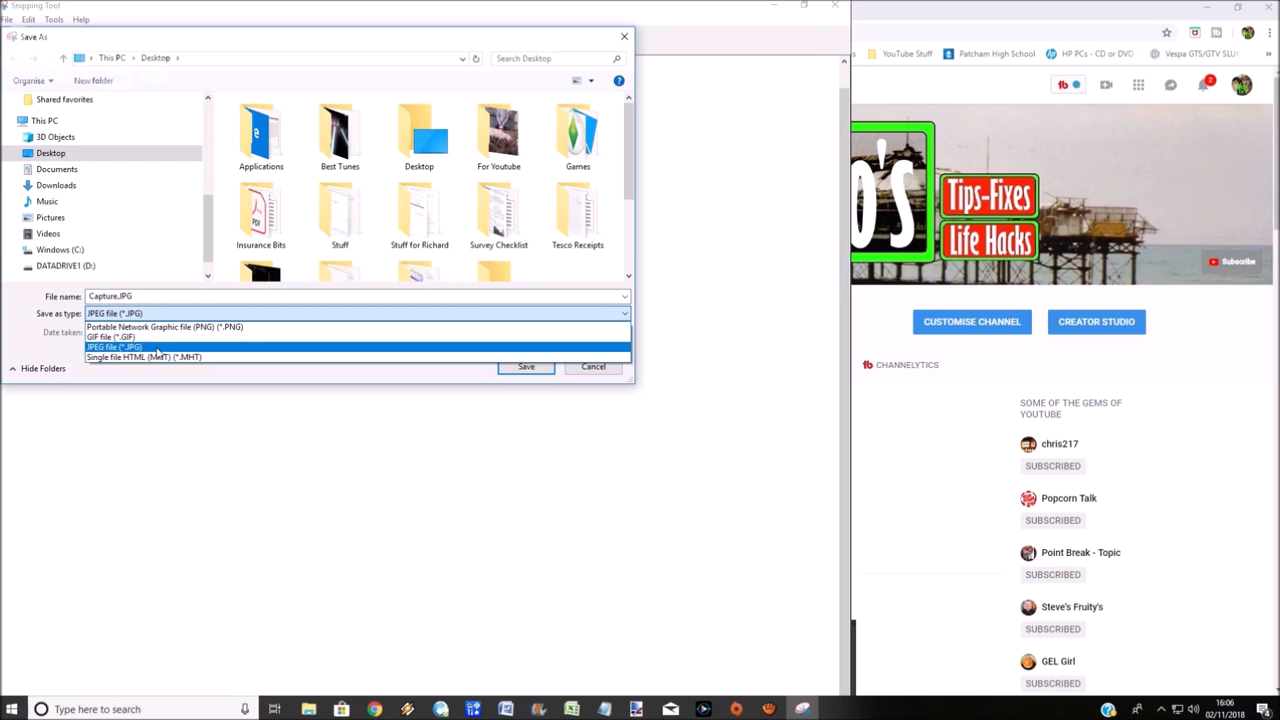 Snipping Tool
File Edit Tools Help
Save As
This PC Desktop
Search Desktop
Organise New folder
Shared favorites
This PC
3D Objects
Desktop
Documents
Downloads
Music
Pictures
Videos
Windows (C:)
DATADRIVE1 (D:)
Applications Best Tunes Desktop For Youtube Games
Insurance Bits Stuff Stuff for Richard Survey Checklist Tesco Receipts
File name: Capture.JPG
Save as type: JPEG file (*.JPG)
Date taken:
Portable Network Graphic file (PNG) (*.PNG)
GIF file (*.GIF)
JPEG file (*.JPG)
Single file HTML (MHT) (*.MHT)
Hide Folders
Save Cancel
YouTube Stuff Patcham High School HP PCs - CD or DVD Vespa GTS/GTV SLU
tb
2
O's
Tips-Fixes
Life Hacks
Subscribe
CUSTOMISE CHANNEL CREATOR STUDIO
tb CHANNELYTICS
SOME OF THE GEMS OF
YOUTUBE
chris217
SUBSCRIBED
Popcorn Talk
SUBSCRIBED
Point Break - Topic
SUBSCRIBED
Steve's Fruity's
SUBSCRIBED
GEL Girl
SUBSCRIBED
Type here to search
16:06
02/11/2018